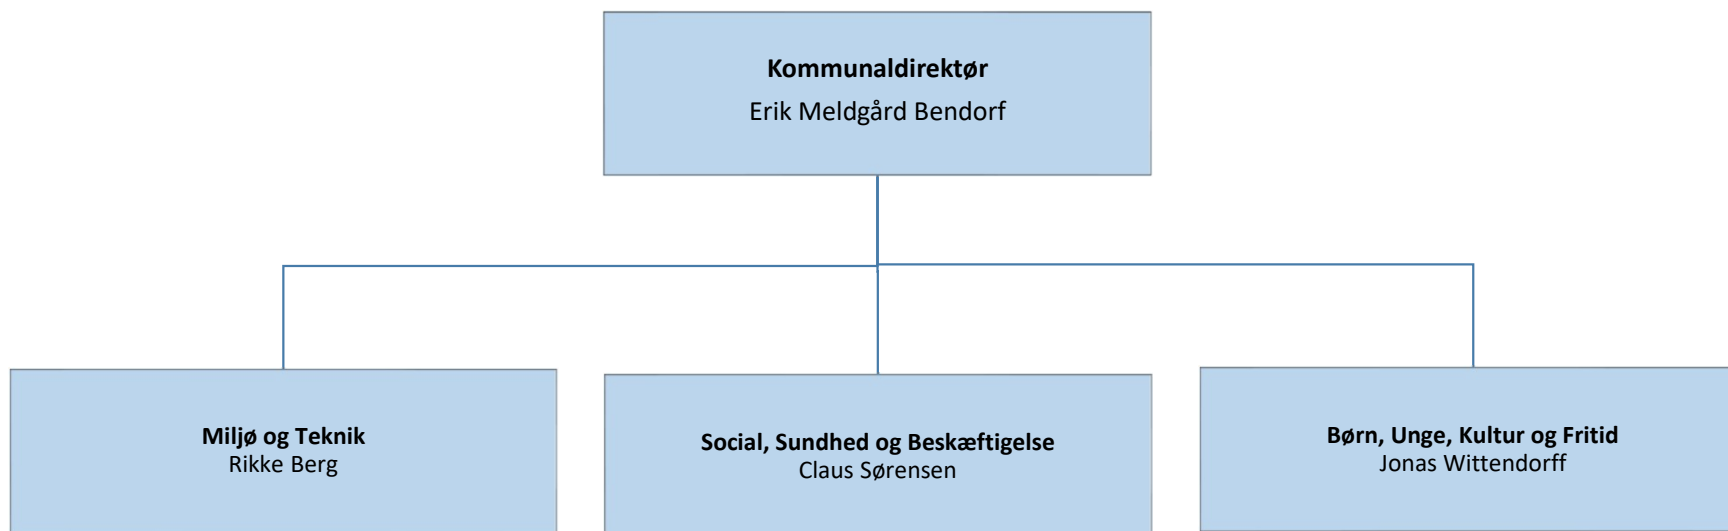 Kommunaldirektør
Erik Meldgård Bendorf
Miljø og Teknik
Rikke Berg
Social, Sundhed og Beskæftigelse
Claus Sørensen
Børn, Unge, Kultur og Fritid
Jonas Wittendorff